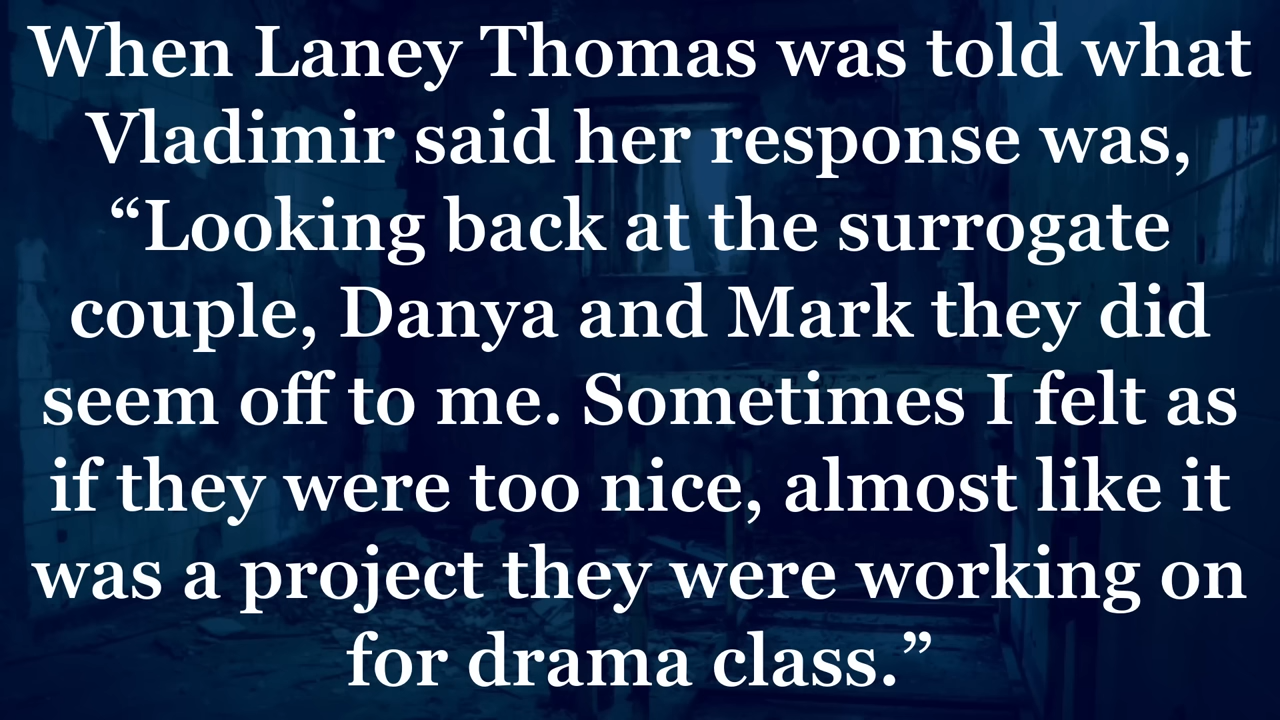 When Laney Thomas was told what
Vladimir said her response was,
“Looking back at the surrogate
couple, Danya and Mark they did
seem off to me. Sometimes I felt as
if they were too nice, almost like it
was a project they were working on
for drama class.”